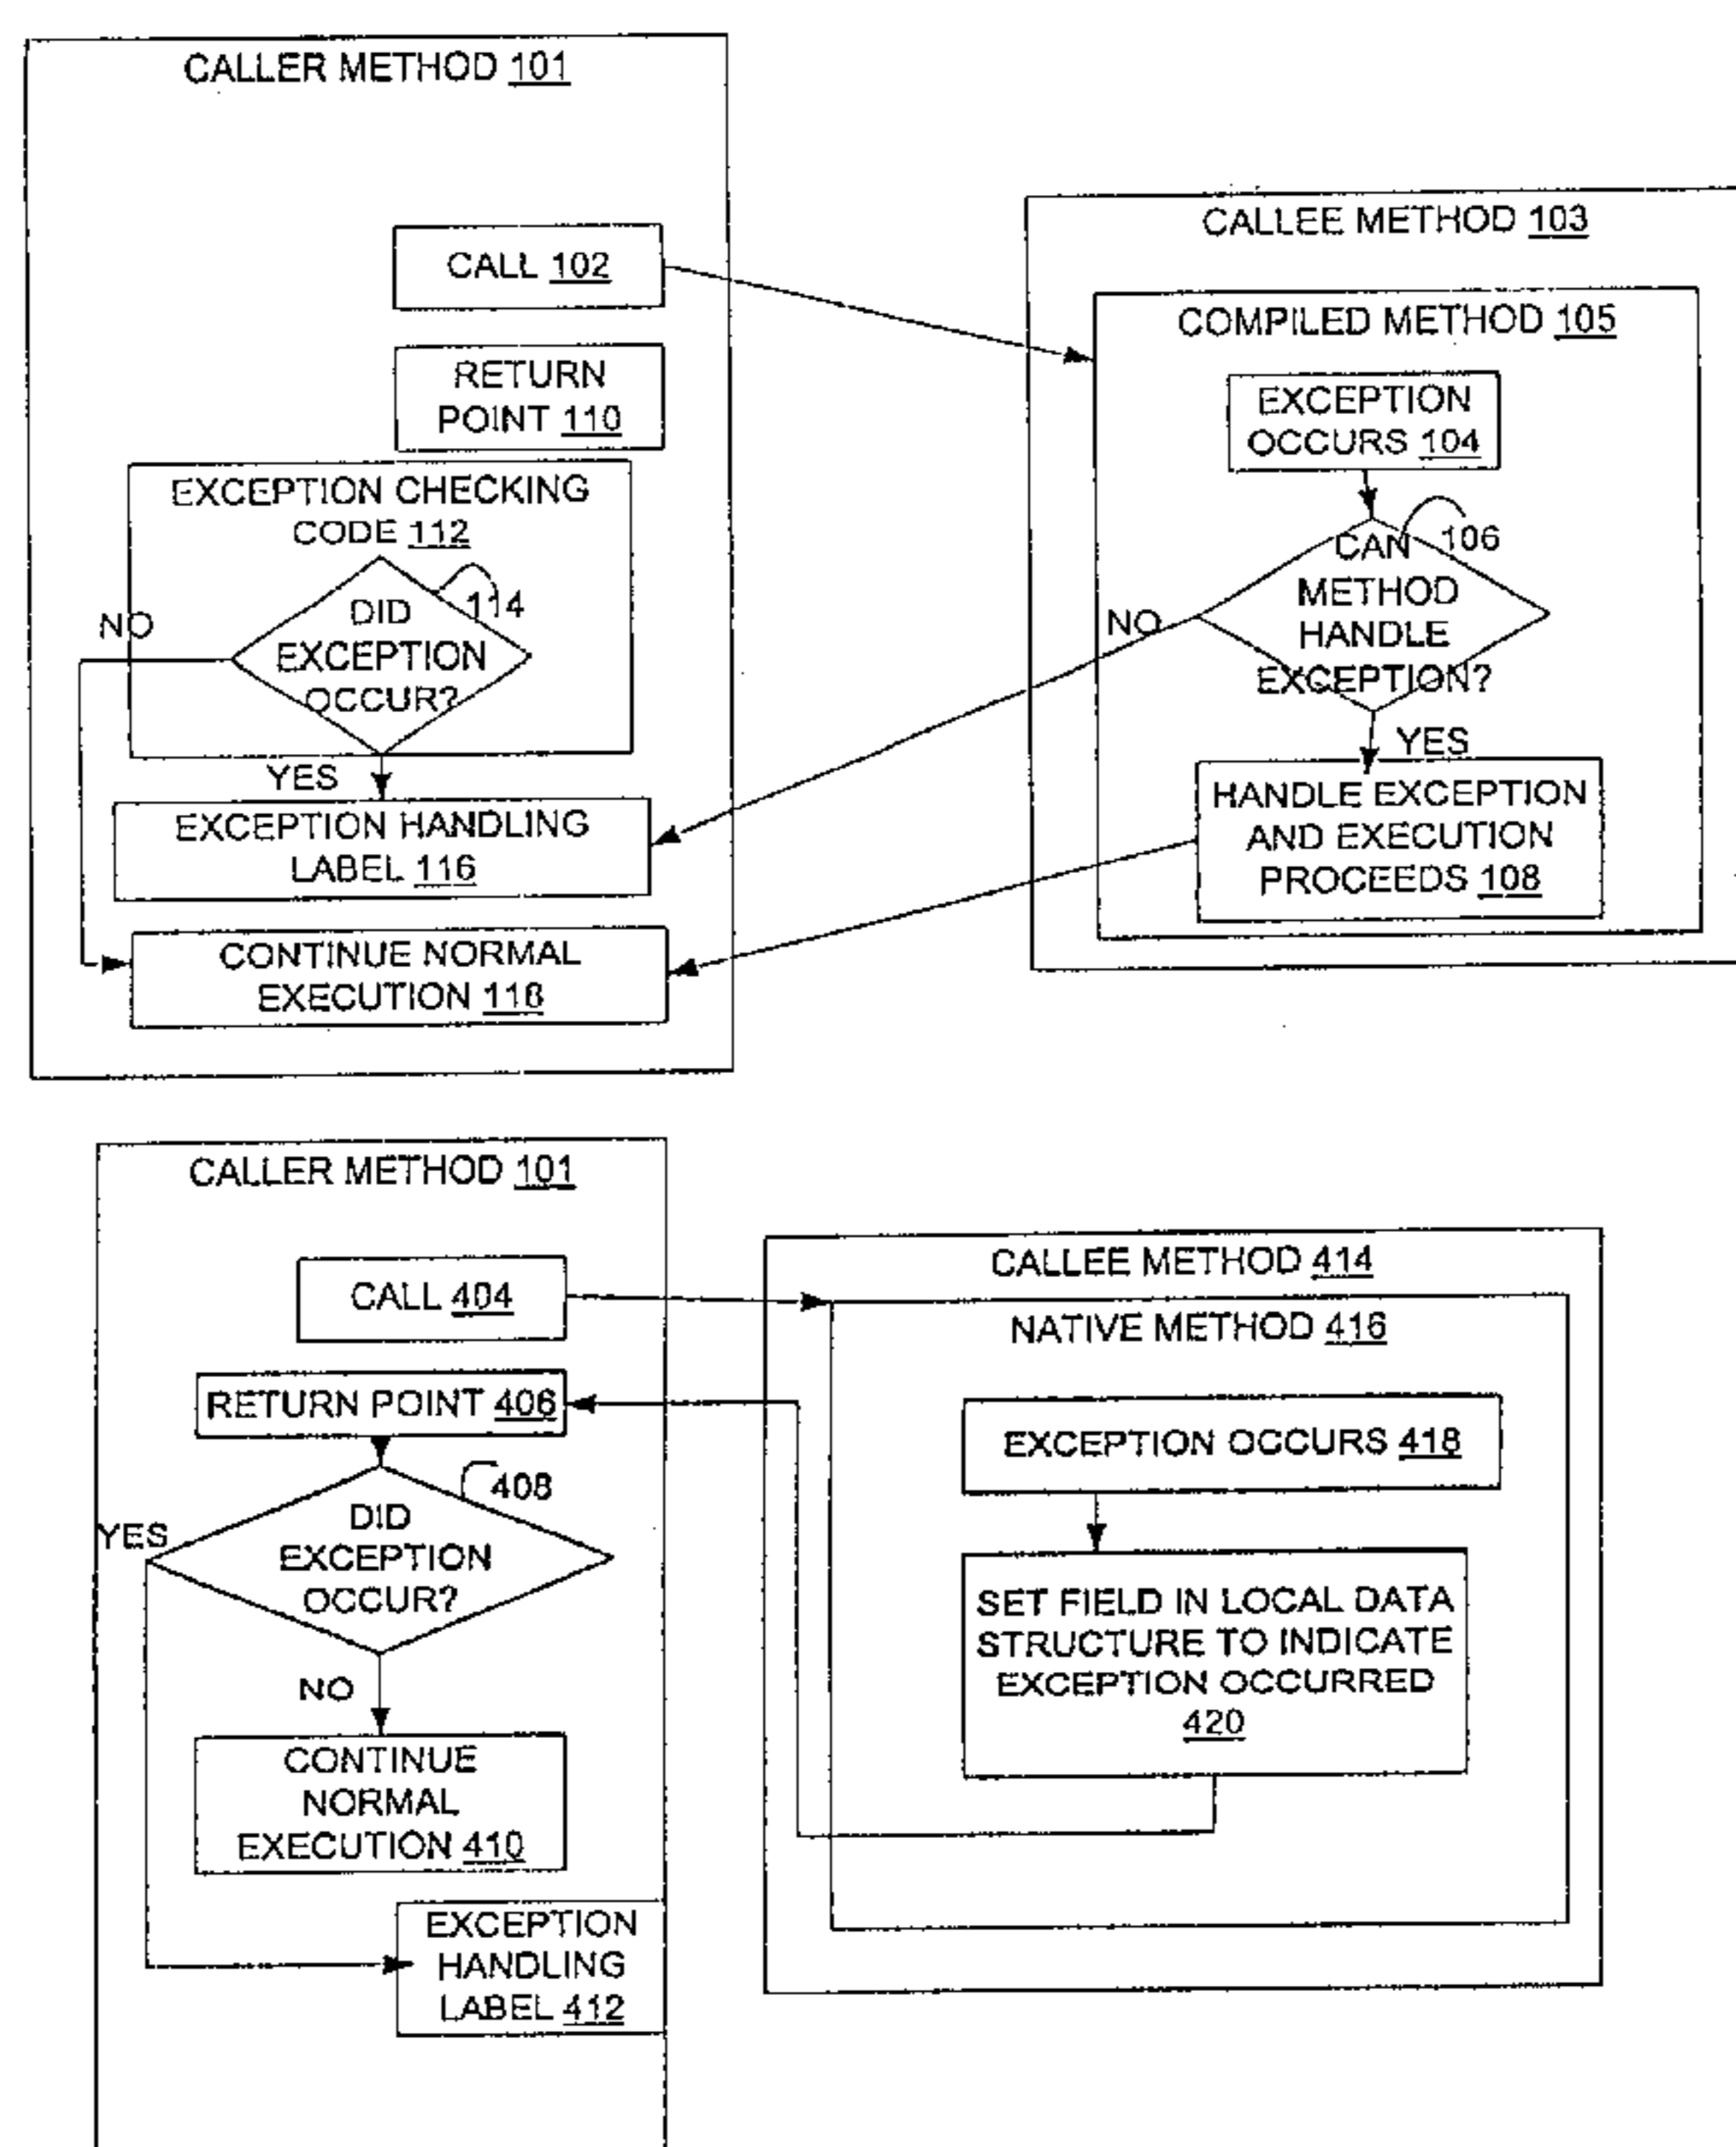 CALLER METHOD 101
CALL 102
RETURN
POINT 110
EXCEPTION CHECKING
CODE 112
114
DID
EXCEPTION
OCCUR?
NO
YES
EXCEPTION HANDLING
LABEL 116
CONTINUE NORMAL
EXECUTION 118
CALLEE METHOD 103
COMPILED METHOD 105
EXCEPTION
OCCURS 104
106
CAN
METHOD
HANDLE
EXCEPTION?
NO
YES
HANDLE EXCEPTION
AND EXECUTION
PROCEEDS 108
CALLER METHOD 101
CALL 404
RETURN POINT 406
408
DID
EXCEPTION
OCCUR?
YES
NO
CONTINUE
NORMAL
EXECUTION 410
EXCEPTION
HANDLING
LABEL 412
CALLEE METHOD 414
NATIVE METHOD 416
EXCEPTION OCCURS 418
SET FIELD IN LOCAL DATA
STRUCTURE TO INDICATE
EXCEPTION OCCURRED
420